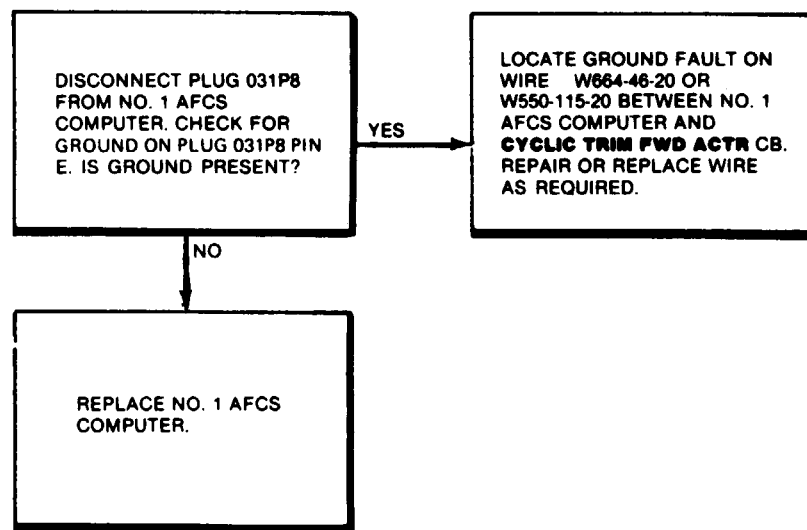 DISCONNECT PLUG 031P8
FROM NO. 1 AFCS
COMPUTER. CHECK FOR
GROUND ON PLUG 031P8 PIN
E. IS GROUND PRESENT?
YES
LOCATE GROUND FAULT ON
WIRE W664-46-20 OR
W550-115-20 BETWEEN NO. 1
AFCS COMPUTER AND
CYCLIC TRIM FWD ACTR CB.
REPAIR OR REPLACE WIRE
AS REQUIRED.
NO
REPLACE NO. 1 AFCS
COMPUTER.